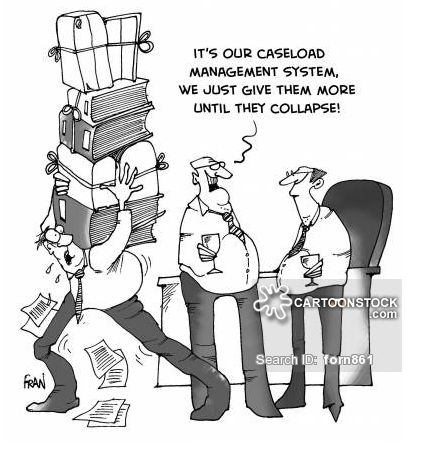 IT'S OUR CASELOAD
MANAGEMENT SYSTEM,
WE JUST GIVE THEM MORE
UNTIL THEY COLLAPSE!
CARTOONSTOCK
.com
Search ID: forn861
FRAN